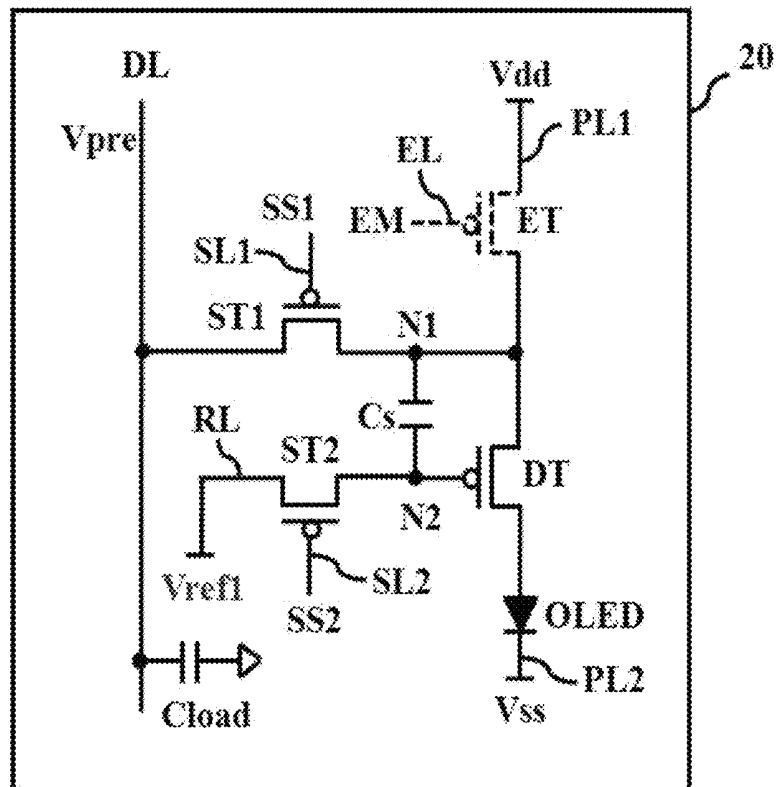 DL
20
Vdd
Vpre
PL1
EL
SS1
EM
ET
SL1
ST1
N1
Cs
RL
ST2
DT
N2
Vref1
SL2
SS2
OLED
PL2
Cload
Vss